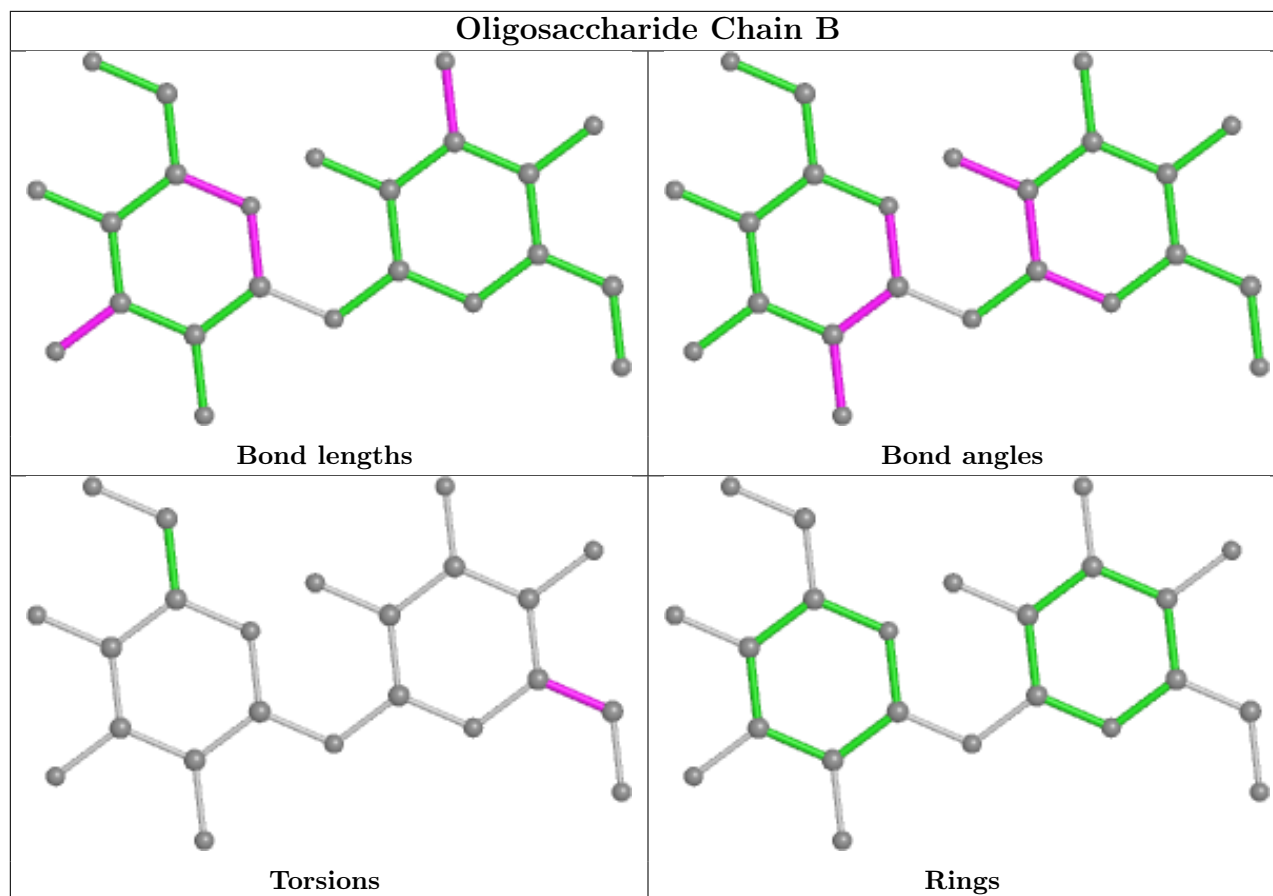 Oligosaccharide Chain B
Bond lengths
Bond angles
Torsions
Rings